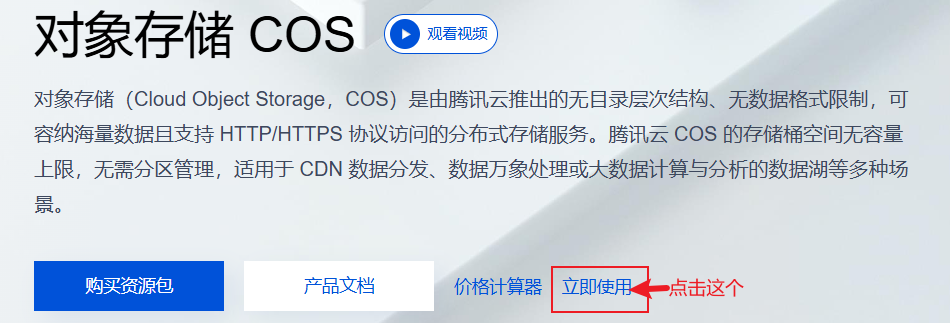 对象存储 COS
观看视频
对象存储（Cloud Object Storage，COS）是由腾讯云推出的无目录层次结构、无数据格式限制，可
容纳海量数据且支持 HTTP/HTTPS 协议访问的分布式存储服务。腾讯云 COS 的存储桶空间无容量
上限，无需分区管理，适用于 CDN 数据分发、数据万象处理或大数据计算与分析的数据湖等多种场
景。
购买资源包
产品文档
价格计算器
立即使用
点击这个